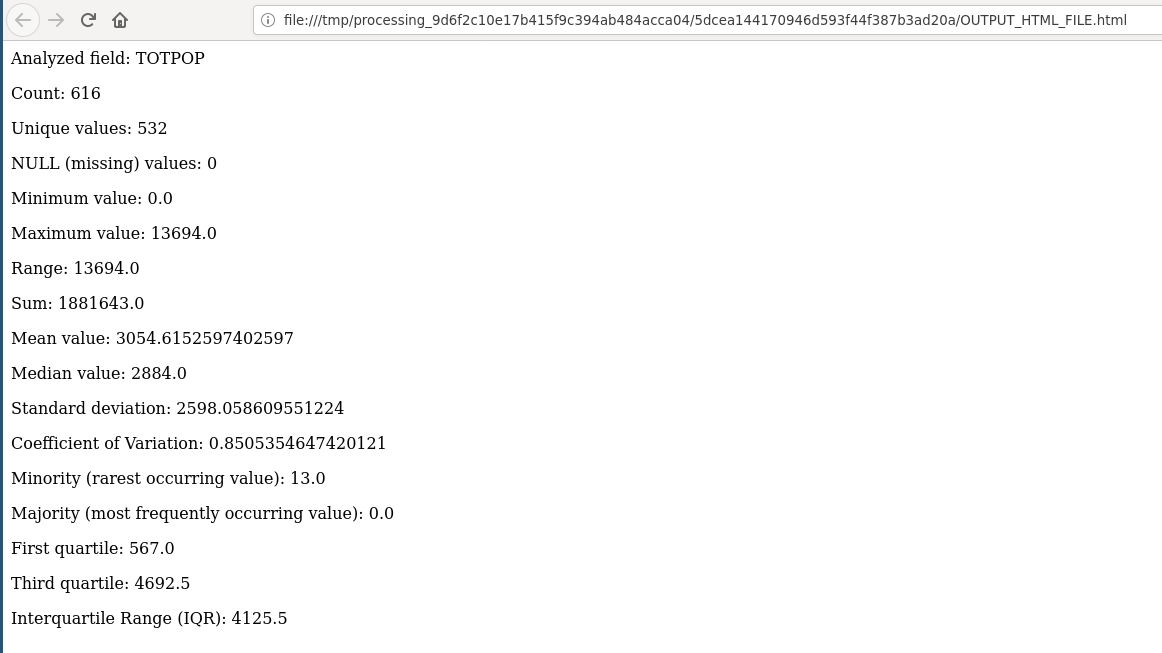 file:///tmp/processing_9d6f2c10e17b415f9c394ab484acca04/5dcea144170946d593f44f387b3ad20a/OUTPUT_HTML_FILE.html
Analyzed field: TOTPOP
Count: 616
Unique values: 532
NULL (missing) values: 0
Minimum value: 0.0
Maximum value: 13694.0
Range: 13694.0
Sum: 1881643.0
Mean value: 3054.6152597402597
Median value: 2884.0
Standard deviation: 2598.058609551224
Coefficient of Variation: 0.8505354647420121
Minority (rarest occurring value): 13.0
Majority (most frequently occurring value): 0.0
First quartile: 567.0
Third quartile: 4692.5
Interquartile Range (IQR): 4125.5